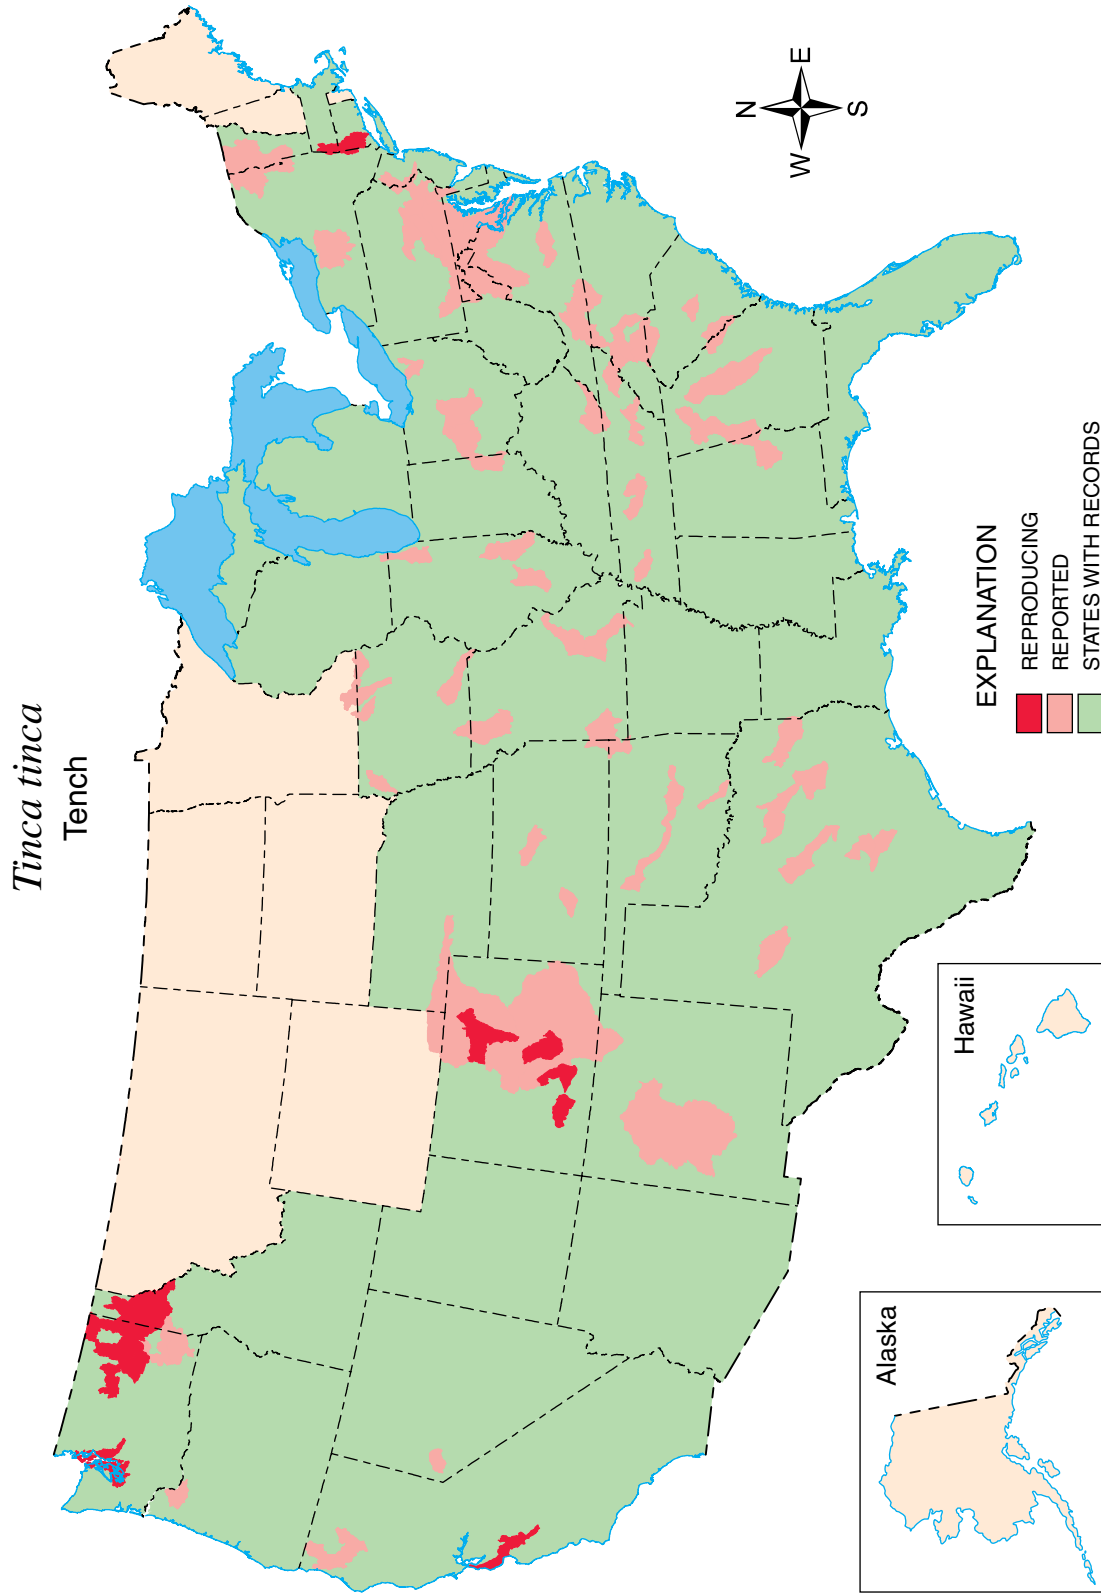 Tinca tinca
Tench
N
W E
S
EXPLANATION
REPRODUCING
REPORTED
STATES WITH RECORDS
Alaska
Hawaii